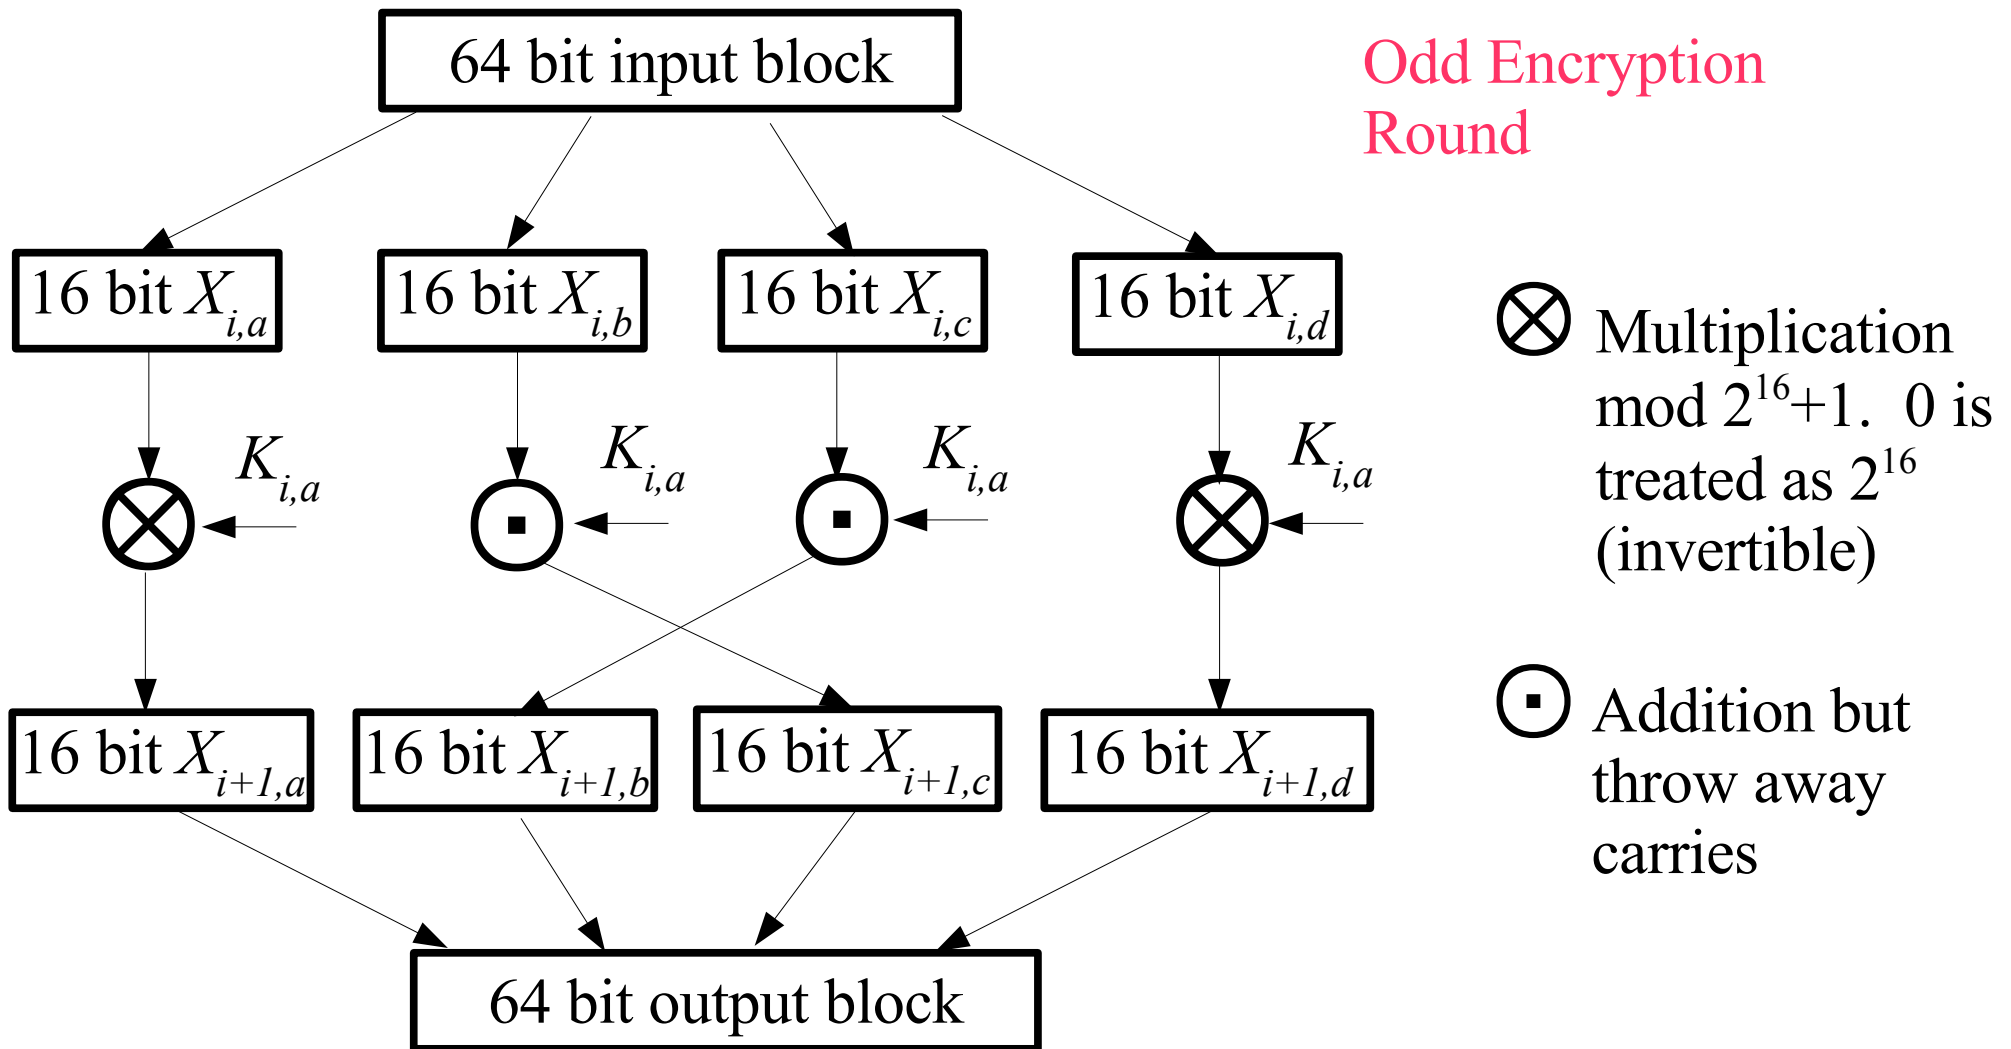 64 bit input block
Odd Encryption
Round
16 bit X_{i,a}
16 bit X_{i,b}
16 bit X_{i,c}
16 bit X_{i,d}
K_{i,a}
K_{i,a}
K_{i,a}
K_{i,a}
Multiplication
mod 2^{16}+1. 0 is
treated as 2^{16}
(invertible)
16 bit X_{i+1,a}
16 bit X_{i+1,b}
16 bit X_{i+1,c}
16 bit X_{i+1,d}
Addition but
throw away
carries
64 bit output block